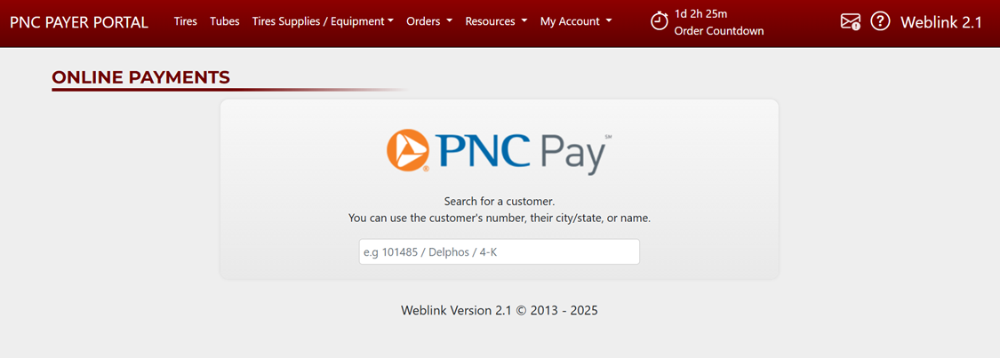 PNC PAYER PORTAL Tires Tubes Tires Supplies / Equipment Orders Resources My Account 1d 2h 25m Weblink 2.1
Order Countdown
ONLINE PAYMENTS
PNC Pay℠
®
Search for a customer.
You can use the customer's number, their city/state, or name.
e.g 101485 / Delphos / 4-K
Weblink Version 2.1 © 2013 - 2025